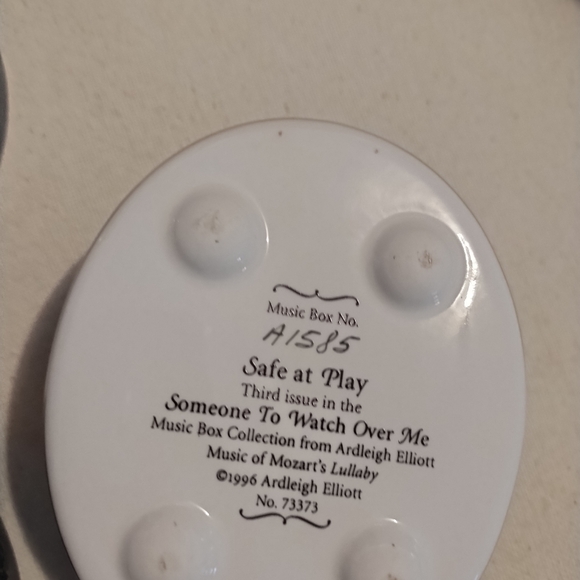 Music Box No.
A1585
Safe at Play
Third issue in the
Someone To Watch Over Me
Music Box Collection from Ardleigh Elliott
Music of Mozart's Lullaby
©1996 Ardleigh Elliott
No. 73373